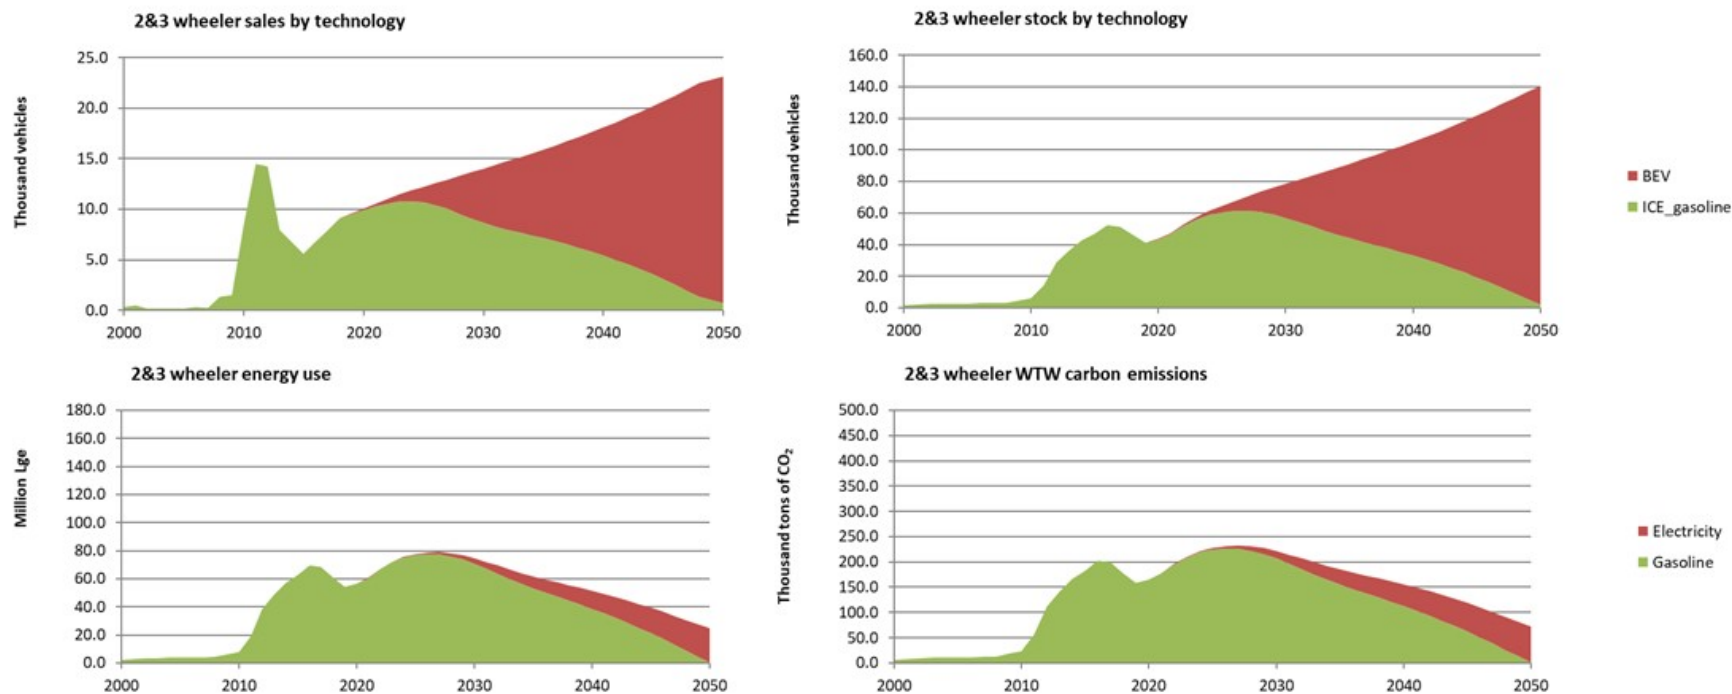 2&3 wheeler sales by technology
Thousand vehicles
25.0
20.0
15.0
10.0
5.0
0.0
2000 2010 2020 2030 2040 2050
2&3 wheeler stock by technology
Thousand vehicles
160.0
140.0
120.0
100.0
80.0
60.0
40.0
20.0
0.0
2000 2010 2020 2030 2040 2050
BEV
ICE_gasoline
2&3 wheeler energy use
Million Lge
180.0
160.0
140.0
120.0
100.0
80.0
60.0
40.0
20.0
0.0
2000 2010 2020 2030 2040 2050
2&3 wheeler WTW carbon emissions
Thousand tons of CO₂
500.0
450.0
400.0
350.0
300.0
250.0
200.0
150.0
100.0
50.0
0.0
2000 2010 2020 2030 2040 2050
Electricity
Gasoline